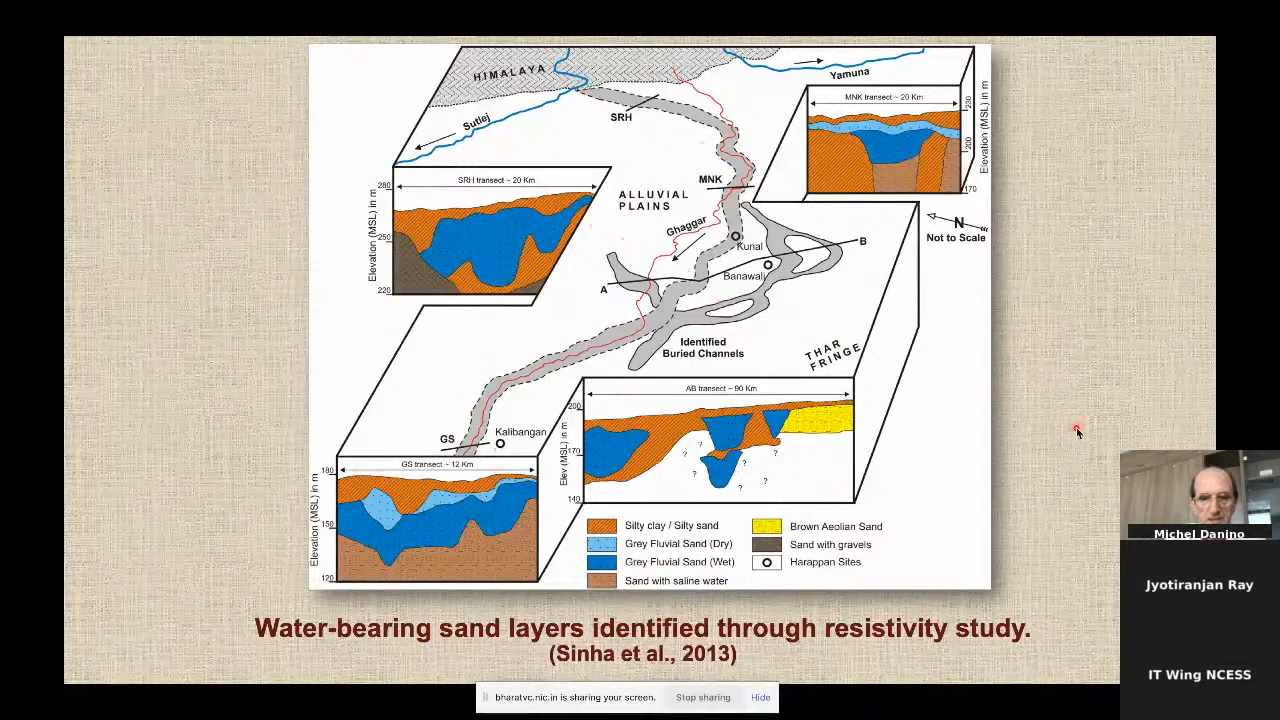 HIMALAYA
Yamuna
Sutlej
SRH
MNK transect ~ 20 Km
Elevation (MSL) in m
230
200
170
SRH transect ~ 20 Km
Elevation (MSL) in m
280
250
220
ALLUVIAL
PLAINS
MNK
Ghaggar
Kunal
Banawali
A
B
N
Not to Scale
Identified
Buried Channels
THAR
FRINGE
GS
Kalibangan
GS transect ~ 12 Km
Elevation (MSL) in m
180
150
120
AB transect ~ 90 Km
Elev (MSL) in m
200
170
140
?
?
?
?
?
?
Silty clay / Silty sand
Grey Fluvial Sand (Dry)
Grey Fluvial Sand (Wet)
Sand with saline water
Brown Aeolian Sand
Sand with gravels
Harappan Sites
Water-bearing sand layers identified through resistivity study.
(Sinha et al., 2013)
bharatvc.nic.in is sharing your screen.
Stop sharing
Hide
Michel Danino
Jyotiranjan Ray
IT Wing NCESS